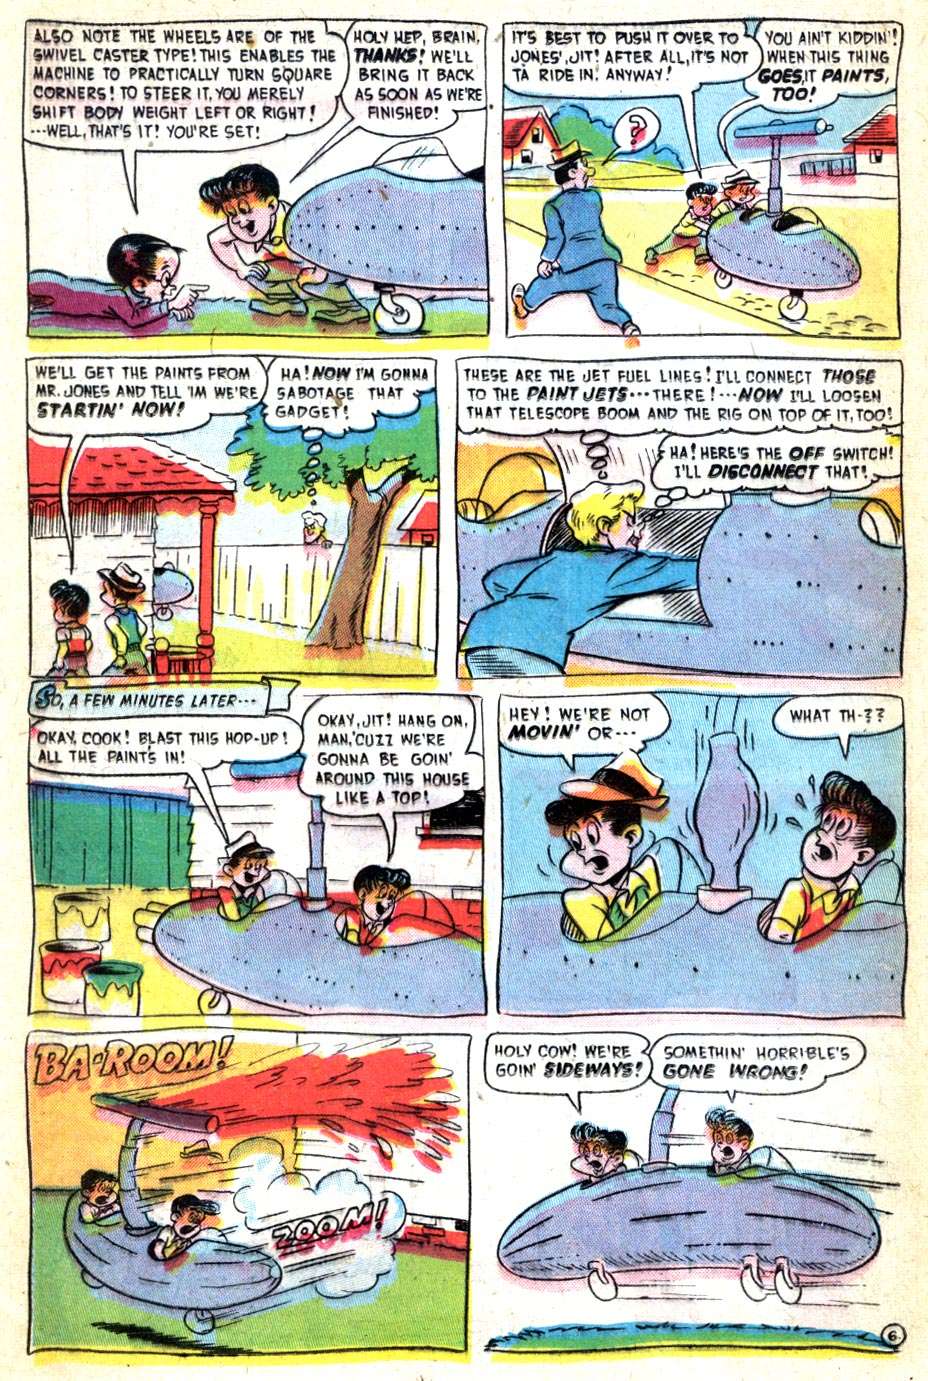 ALSO NOTE THE WHEELS ARE OF THE
SWIVEL CASTER TYPE! THIS ENABLES THE
MACHINE TO PRACTICALLY TURN SQUARE
CORNERS! TO STEER IT, YOU MERELY
SHIFT BODY WEIGHT LEFT OR RIGHT!
...WELL, THAT'S IT! YOU'RE SET!
HOLY HEP, BRAIN,
THANKS! WE'LL
BRING IT BACK
AS SOON AS WE'RE
FINISHED!
IT'S BEST TO PUSH IT OVER TO
JONES', JIT! AFTER ALL, IT'S NOT
TA RIDE IN, ANYWAY!
YOU AIN'T KIDDIN'!
WHEN THIS THING
GOES, IT PAINTS,
TOO!
?
WE'LL GET THE PAINTS FROM
MR. JONES AND TELL 'IM WE'RE
STARTIN' NOW!
HA! NOW I'M GONNA
SABOTAGE THAT
GADGET!
THESE ARE THE JET FUEL LINES! I'LL CONNECT THOSE
TO THE PAINT JETS...THERE!...NOW I'LL LOOSEN
THAT TELESCOPE BOOM AND THE RIG ON TOP OF IT, TOO!
HA! HERE'S THE OFF SWITCH!
I'LL DISCONNECT THAT!
SO, A FEW MINUTES LATER...
OKAY, COOK! BLAST THIS HOP-UP!
ALL THE PAINT'S IN!
OKAY, JIT! HANG ON,
MAN, 'CUZZ WE'RE
GONNA BE GOIN'
AROUND THIS HOUSE
LIKE A TOP!
HEY! WE'RE NOT
MOVIN' OR...
WHAT TH-??
BA-ROOM!
ZOOM!
HOLY COW! WE'RE
GOIN' SIDEWAYS!
SOMETHIN' HORRIBLE'S
GONE WRONG!
6